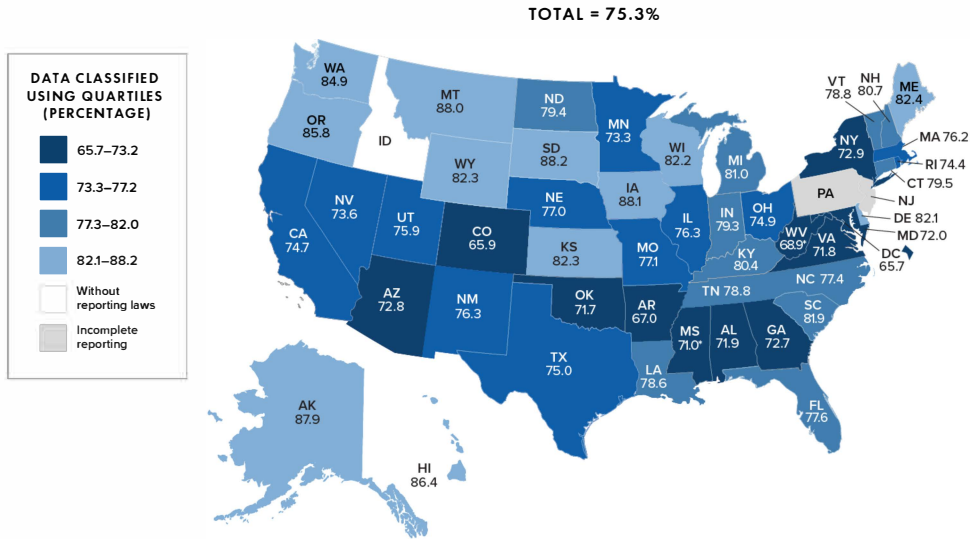 TOTAL = 75.3%
DATA CLASSIFIED
USING QUARTILES
(PERCENTAGE)
65.7–73.2
73.3–77.2
77.3–82.0
82.1–88.2
Without
reporting laws
Incomplete
reporting
WA
84.9
OR
85.8
ID
MT
88.0
WY
82.3
ND
79.4
SD
88.2
MN
73.3
WI
82.2
MI
81.0
VT
78.8
NH
80.7
ME
82.4
NY
72.9
MA 76.2
RI 74.4
CT 79.5
PA
NJ
DE 82.1
MD 72.0
DC
65.7
CA
74.7
NV
73.6
UT
75.9
CO
65.9
NE
77.0
IA
88.1
KS
82.3
MO
77.1
IL
76.3
IN
79.3
OH
74.9
WV
68.9*
VA
71.8
KY
80.4
TN 78.8
NC 77.4
SC
81.9
AZ
72.8
NM
76.3
OK
71.7
AR
67.0
MS
71.0*
AL
71.9
GA
72.7
TX
75.0
LA
78.6
FL
77.6
AK
87.9
HI
86.4